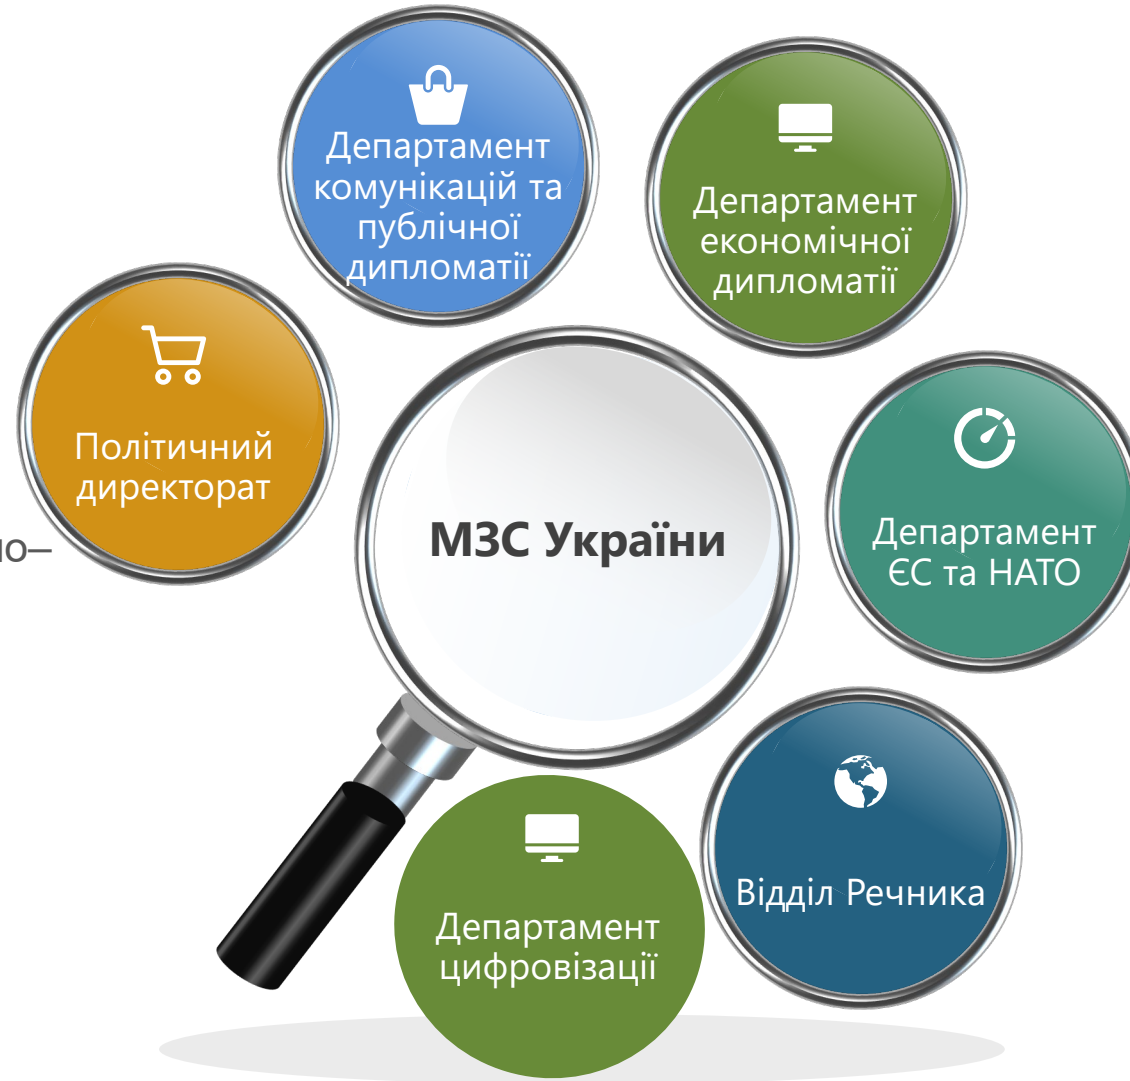 Департамент
комунікацій та
публічної
дипломатії
Департамент
економічної
дипломатії
Політичний
директорат
МЗС України
Департамент
ЄС та НАТО
Відділ Речника
Департамент
цифровізації